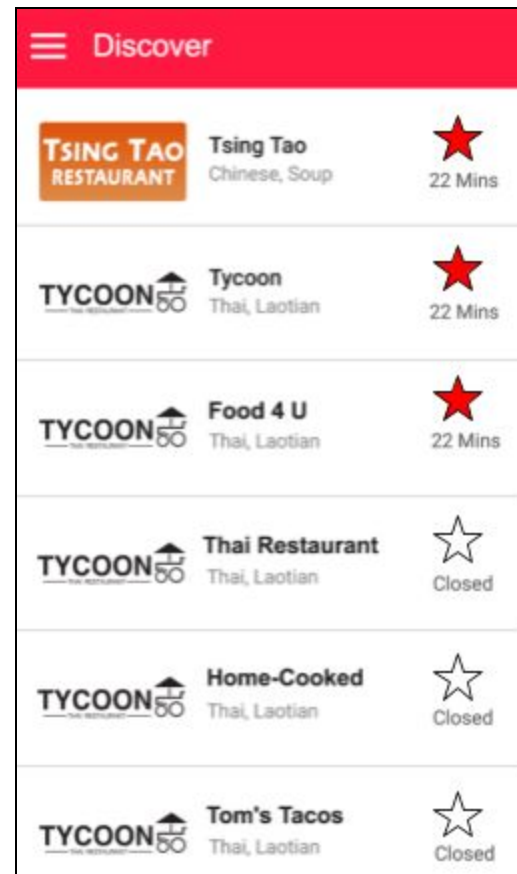 Discover
TSING TAO
RESTAURANT
Tsing Tao
Chinese, Soup
22 Mins
TYCOON
Tycoon
Thai, Laotian
22 Mins
TYCOON
Food 4 U
Thai, Laotian
22 Mins
TYCOON
Thai Restaurant
Thai, Laotian
Closed
TYCOON
Home-Cooked
Thai, Laotian
Closed
TYCOON
Tom's Tacos
Thai, Laotian
Closed